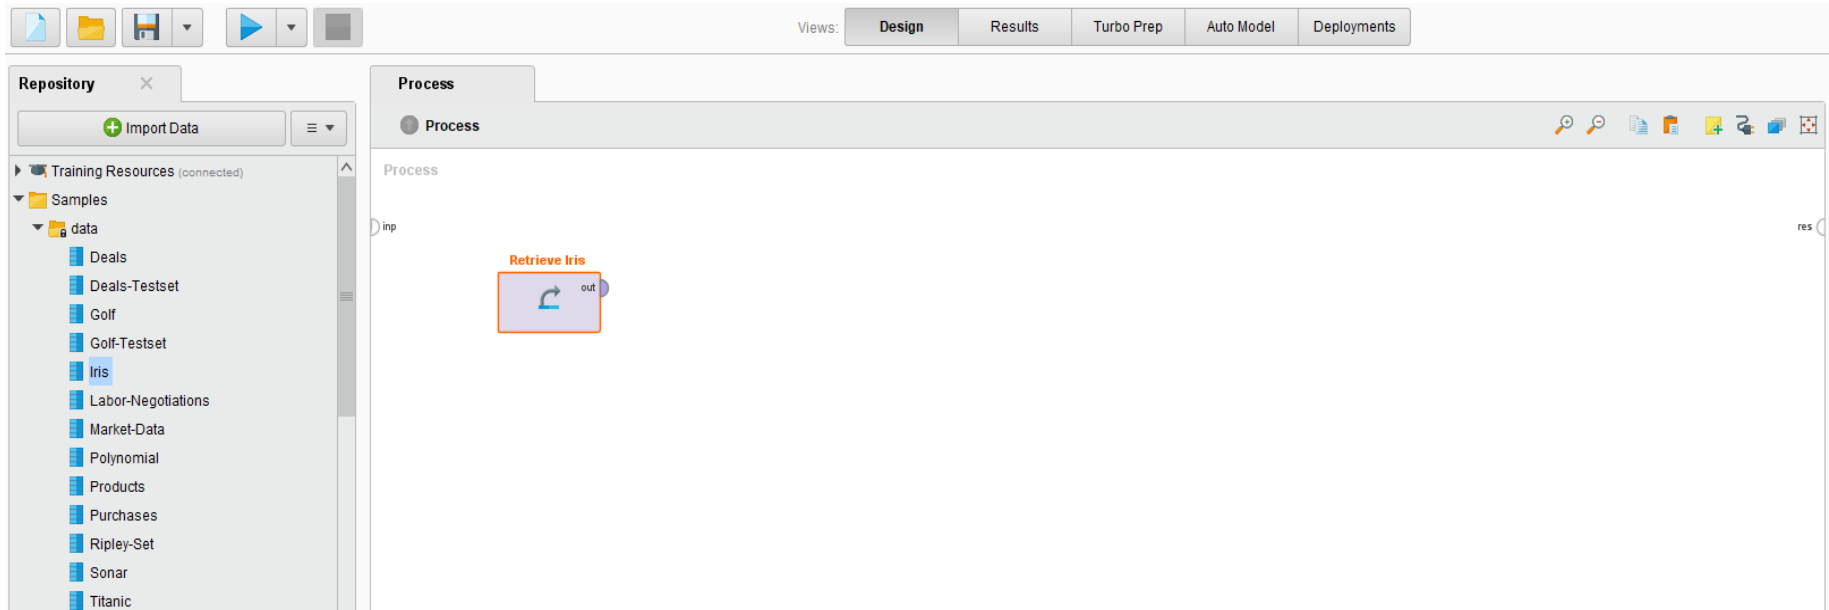 Views: Design Results Turbo Prep Auto Model Deployments
Repository
Import Data
Training Resources (connected)
Samples
data
Deals
Deals-Testset
Golf
Golf-Testset
Iris
Labor-Negotiations
Market-Data
Polynomial
Products
Purchases
Ripley-Set
Sonar
Titanic
Process
Process
Process
inp
res
Retrieve Iris
out